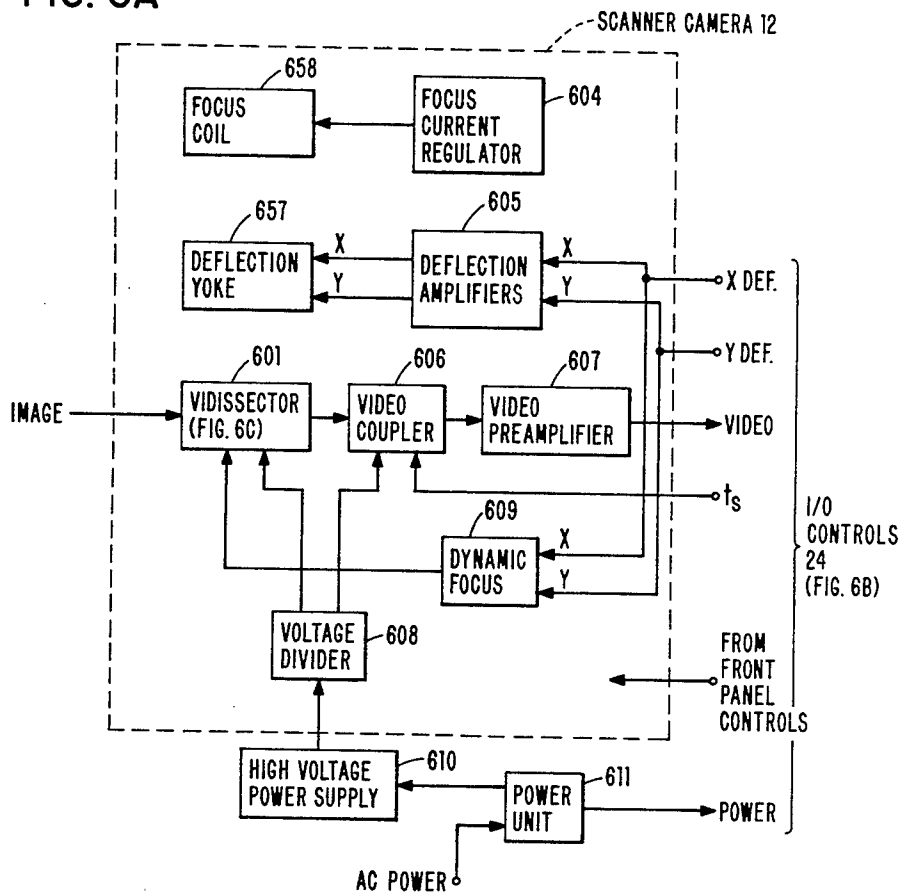 FIG. 6A
SCANNER CAMERA 12
658
FOCUS
COIL
FOCUS
CURRENT
REGULATOR
604
657
DEFLECTION
YOKE
X
Y
605
DEFLECTION
AMPLIFIERS
X
Y
X DEF.
Y DEF.
IMAGE
601
VIDISSECTOR
(FIG. 6C)
606
VIDEO
COUPLER
607
VIDEO
PREAMPLIFIER
VIDEO
ts
609
DYNAMIC
FOCUS
X
Y
I/O
CONTROLS
24
(FIG. 6B)
VOLTAGE
DIVIDER
608
FROM
FRONT
PANEL
CONTROLS
HIGH VOLTAGE
POWER SUPPLY
610
POWER
UNIT
611
POWER
AC POWER